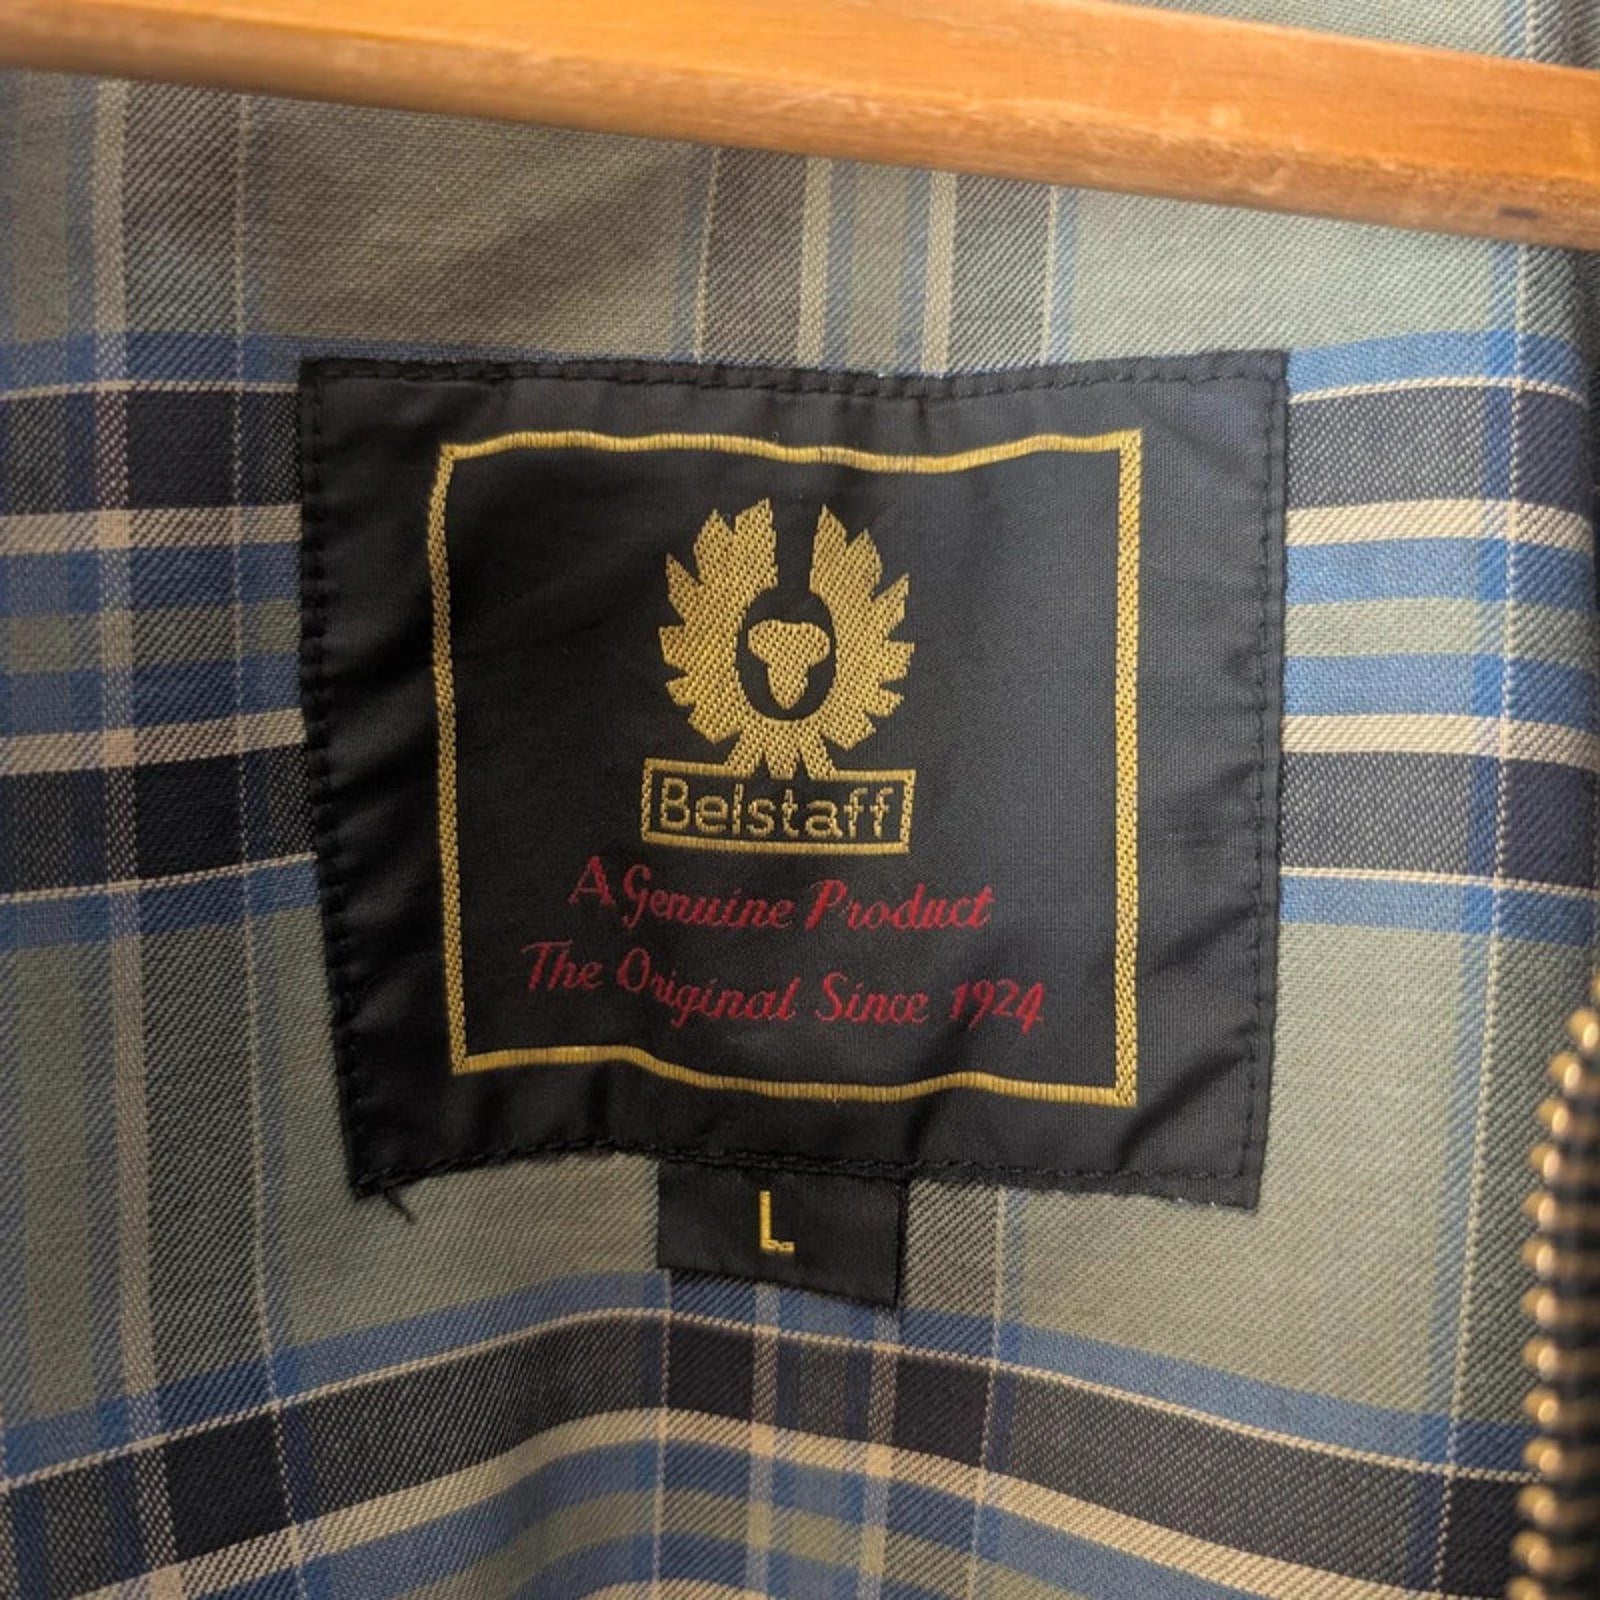 Belstaff
A Genuine Product
The Original Since 1924
L